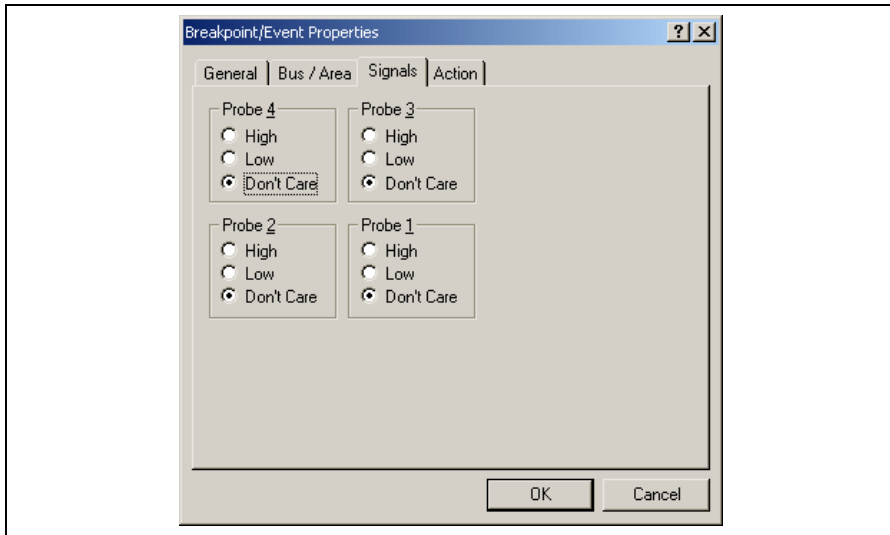 Breakpoint/Event Properties
General Bus / Area Signals Action
Probe 4 Probe 3
High High
Low Low
Don't Care Don't Care
Probe 2 Probe 1
High High
Low Low
Don't Care Don't Care
OK Cancel